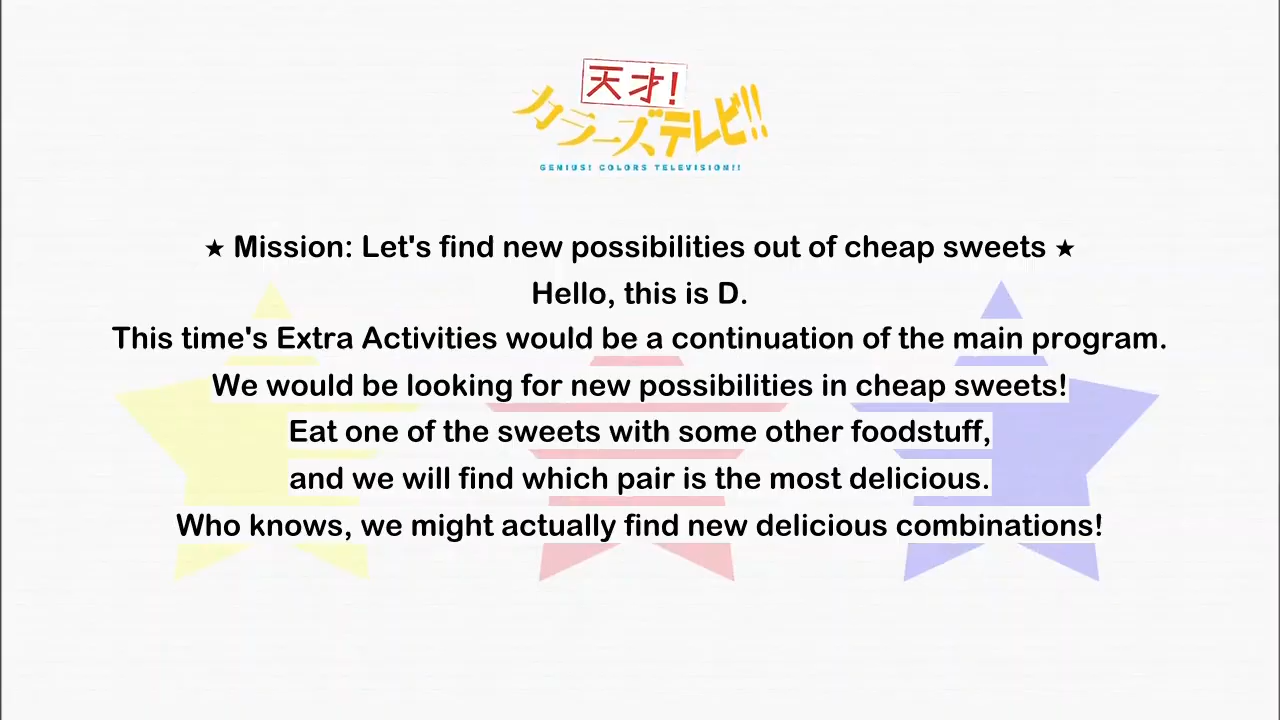 天才!
カラーズテレビ!!
GENIUS! COLORS TELEVISION!!
★ Mission: Let's find new possibilities out of cheap sweets ★
Hello, this is D.
This time's Extra Activities would be a continuation of the main program.
We would be looking for new possibilities in cheap sweets!
Eat one of the sweets with some other foodstuff,
and we will find which pair is the most delicious.
Who knows, we might actually find new delicious combinations!